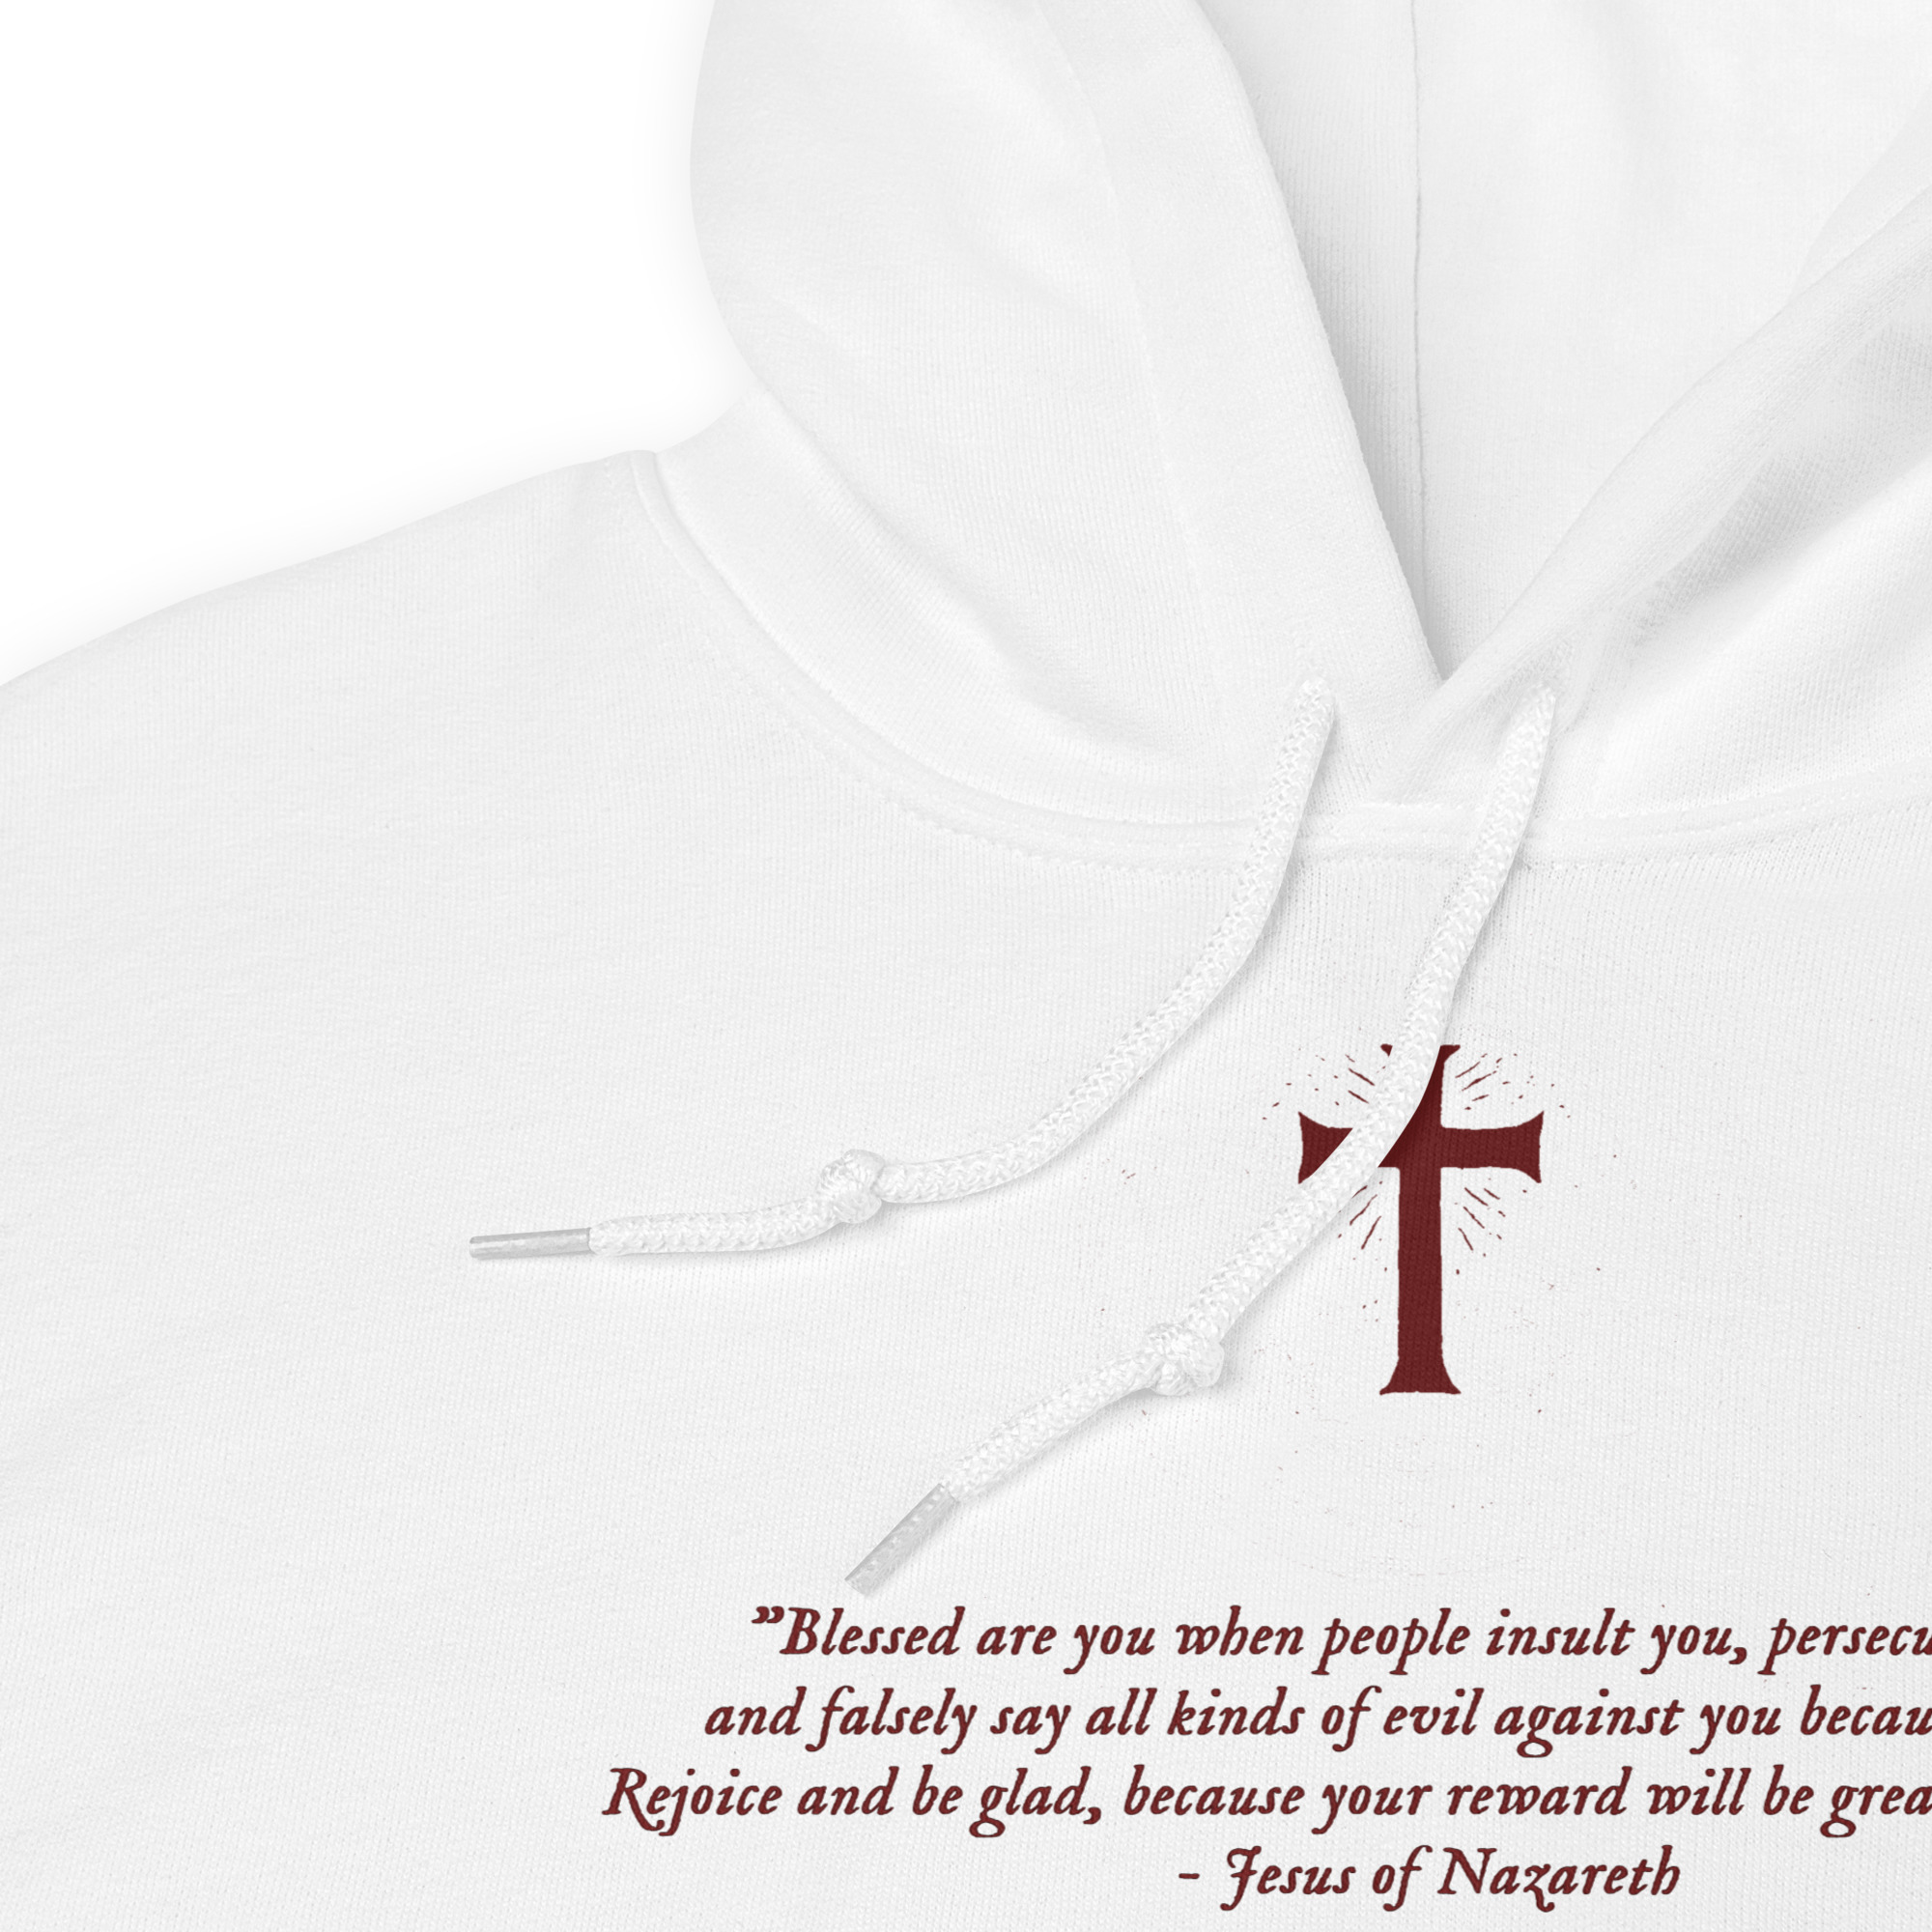 ”Blessed are you when people insult you, persecu
and falsely say all kinds of evil against you becau
Rejoice and be glad, because your reward will be grea
- Jesus of Nazareth